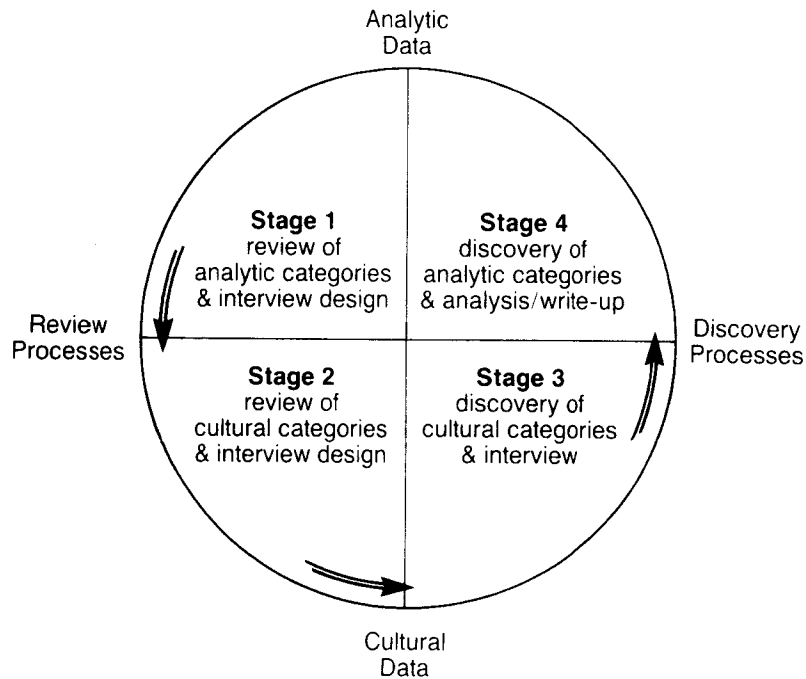 Analytic
Data
Stage 1
review of
analytic categories
& interview design
Stage 4
discovery of
analytic categories
& analysis/write-up
Review
Processes
Discovery
Processes
Stage 2
review of
cultural categories
& interview design
Stage 3
discovery of
cultural categories
& interview
Cultural
Data